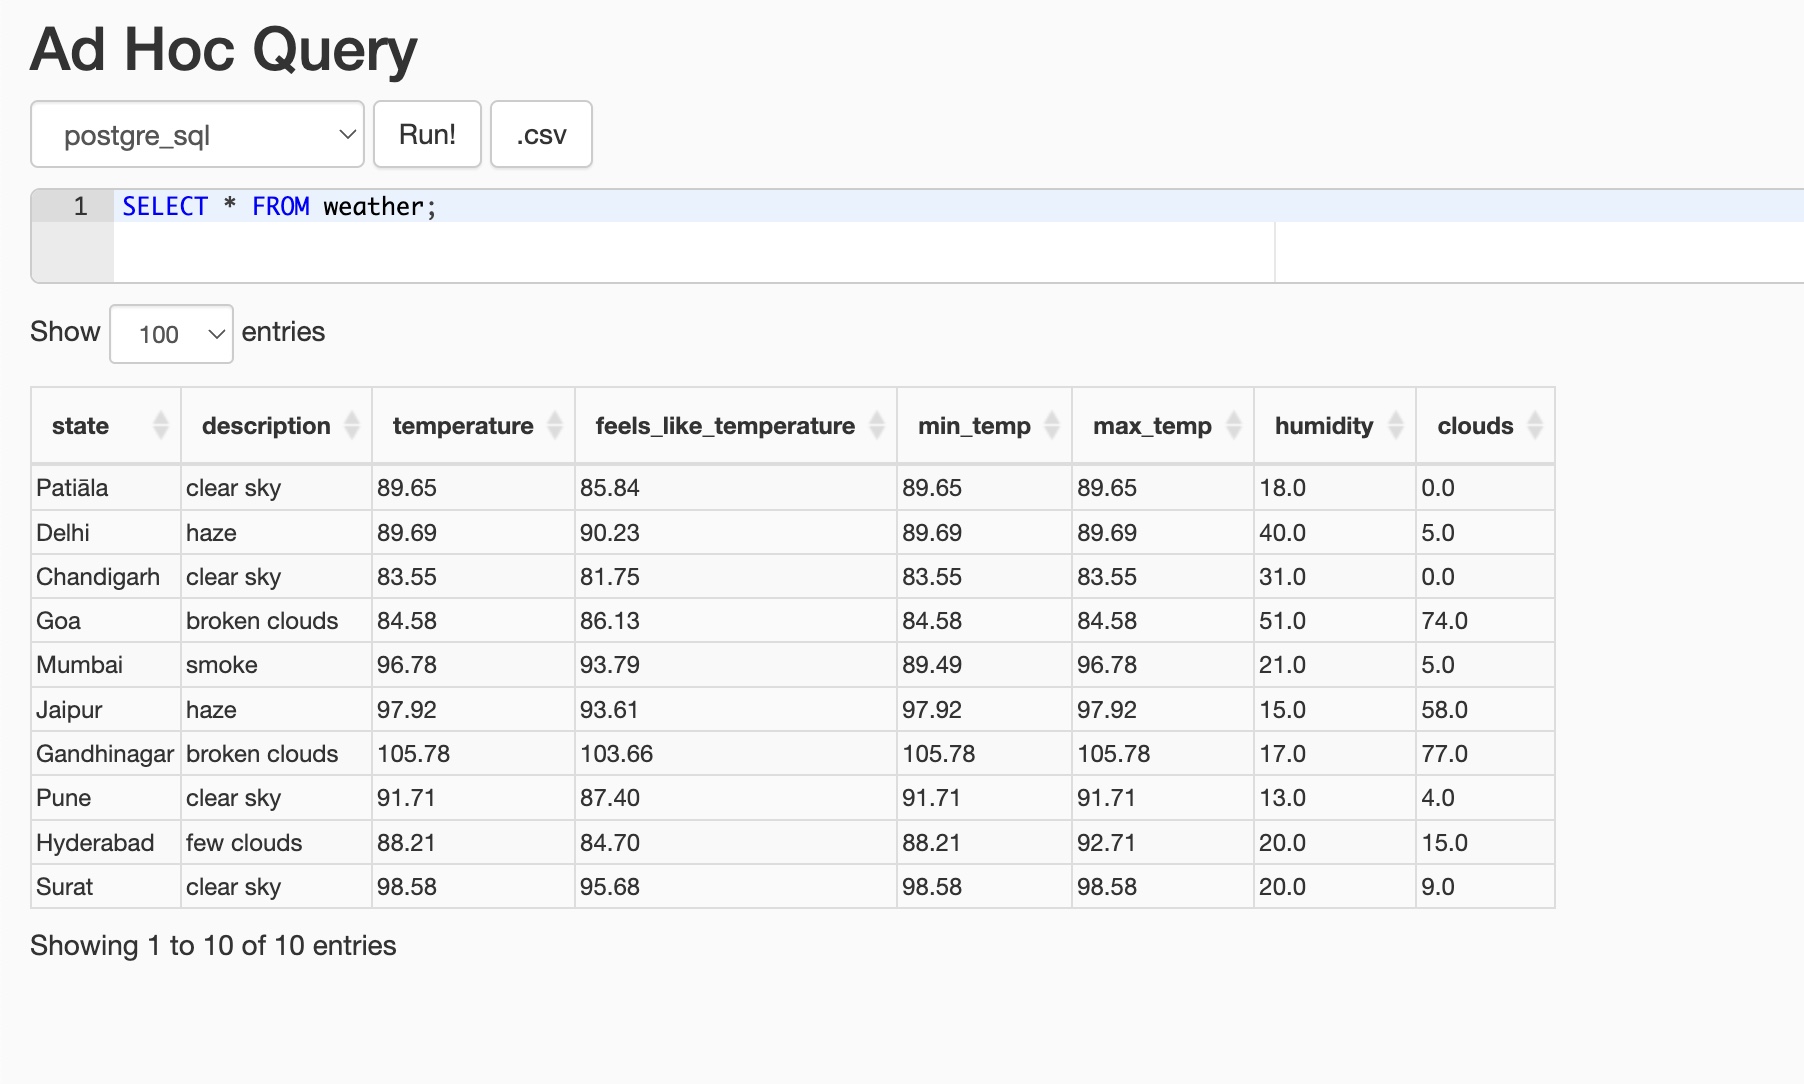 Ad Hoc Query
postgre_sql Run! .csv
1 SELECT * FROM weather;
Show 100 entries
state description temperature feels_like_temperature min_temp max_temp humidity clouds
Patiāla clear sky 89.65 85.84 89.65 89.65 18.0 0.0
Delhi haze 89.69 90.23 89.69 89.69 40.0 5.0
Chandigarh clear sky 83.55 81.75 83.55 83.55 31.0 0.0
Goa broken clouds 84.58 86.13 84.58 84.58 51.0 74.0
Mumbai smoke 96.78 93.79 89.49 96.78 21.0 5.0
Jaipur haze 97.92 93.61 97.92 97.92 15.0 58.0
Gandhinagar broken clouds 105.78 103.66 105.78 105.78 17.0 77.0
Pune clear sky 91.71 87.40 91.71 91.71 13.0 4.0
Hyderabad few clouds 88.21 84.70 88.21 92.71 20.0 15.0
Surat clear sky 98.58 95.68 98.58 98.58 20.0 9.0
Showing 1 to 10 of 10 entries